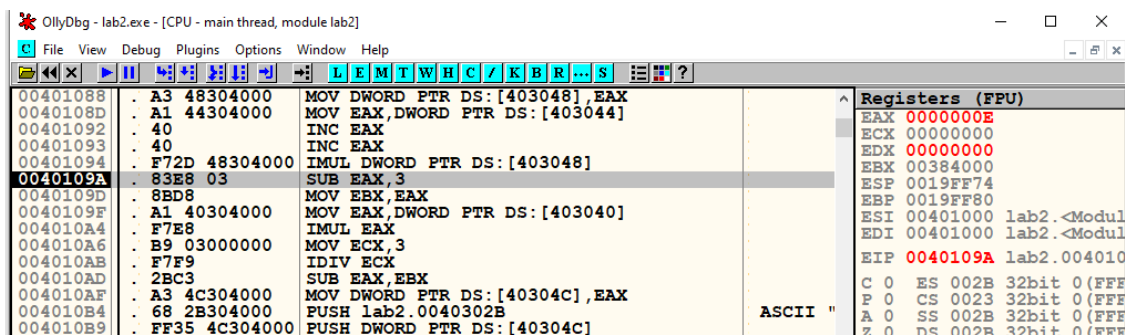 OllyDbg - lab2.exe - [CPU - main thread, module lab2]
C File View Debug Plugins Options Window Help
L E M T W H C / K B R ... S ?
00401088 . A3 48304000 MOV DWORD PTR DS:[403048],EAX
0040108D . A1 44304000 MOV EAX,DWORD PTR DS:[403044]
00401092 . 40 INC EAX
00401093 . 40 INC EAX
00401094 . F72D 48304000 IMUL DWORD PTR DS:[403048]
0040109A . 83E8 03 SUB EAX,3
0040109D . 8BD8 MOV EBX,EAX
0040109F . A1 40304000 MOV EAX,DWORD PTR DS:[403040]
004010A4 . F7E8 IMUL EAX
004010A6 . B9 03000000 MOV ECX,3
004010AB . F7F9 IDIV ECX
004010AD . 2BC3 SUB EAX,EBX
004010AF . A3 4C304000 MOV DWORD PTR DS:[40304C],EAX
004010B4 . 68 2B304000 PUSH lab2.0040302B ASCII "
004010B9 . FF35 4C304000 PUSH DWORD PTR DS:[40304C]
Registers (FPU)
EAX 0000000E
ECX 00000000
EDX 00000000
EBX 00384000
ESP 0019FF74
EBP 0019FF80
ESI 00401000 lab2.<Modul
EDI 00401000 lab2.<Modul
EIP 0040109A lab2.004010
C 0 ES 002B 32bit 0(FFF
P 0 CS 0023 32bit 0(FFF
A 0 SS 002B 32bit 0(FFF
Z 0 DS 002B 32bit 0(FFF